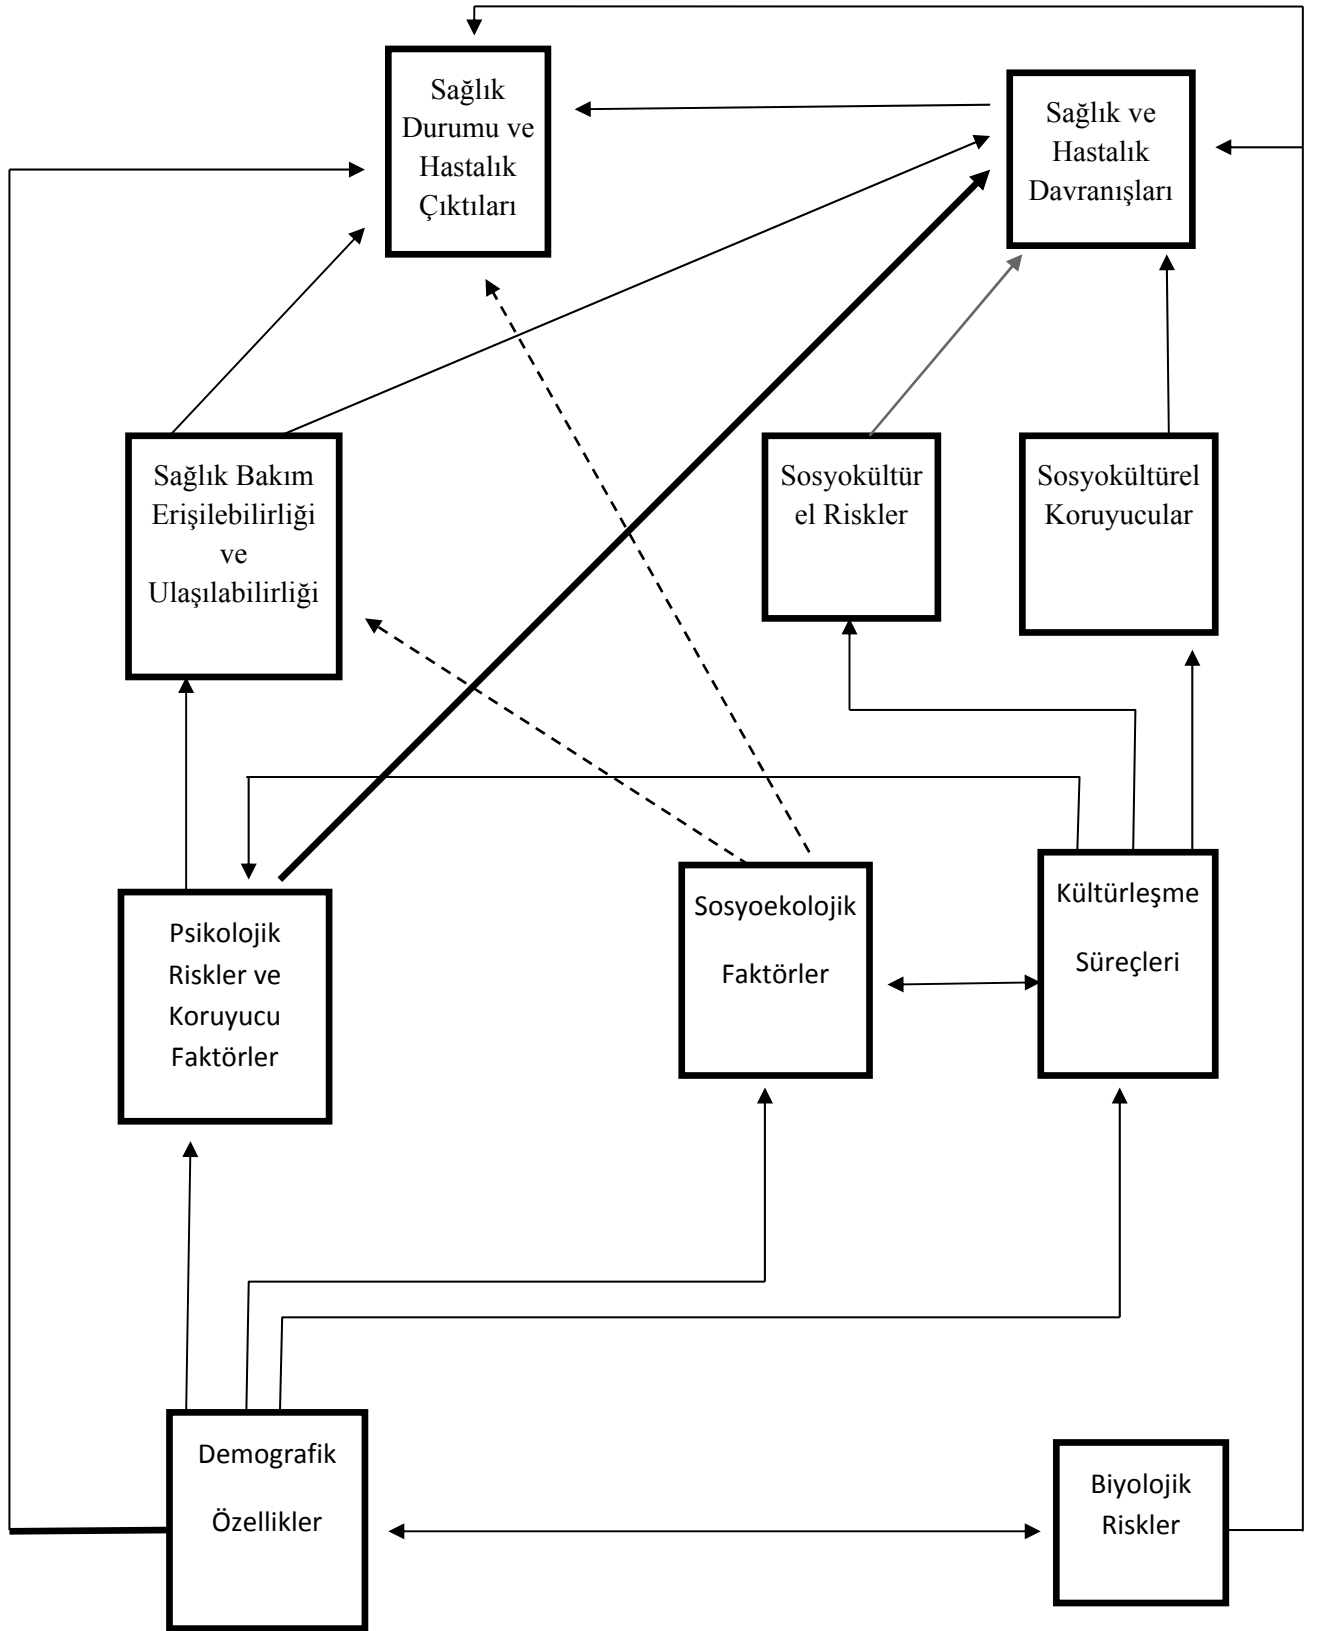 Sağlık
Durumu ve
Hastalık
Çıktıları
Sağlık ve
Hastalık
Davranışları
Sağlık Bakım
Erişilebilirliği
ve
Ulaşılabilirliği
Sosyokültür
el Riskler
Sosyokültürel
Koruyucular
Psikolojik
Riskler ve
Koruyucu
Faktörler
Sosyoekolojik
Faktörler
Kültürleşme
Süreçleri
Demografik
Özellikler
Biyolojik
Riskler